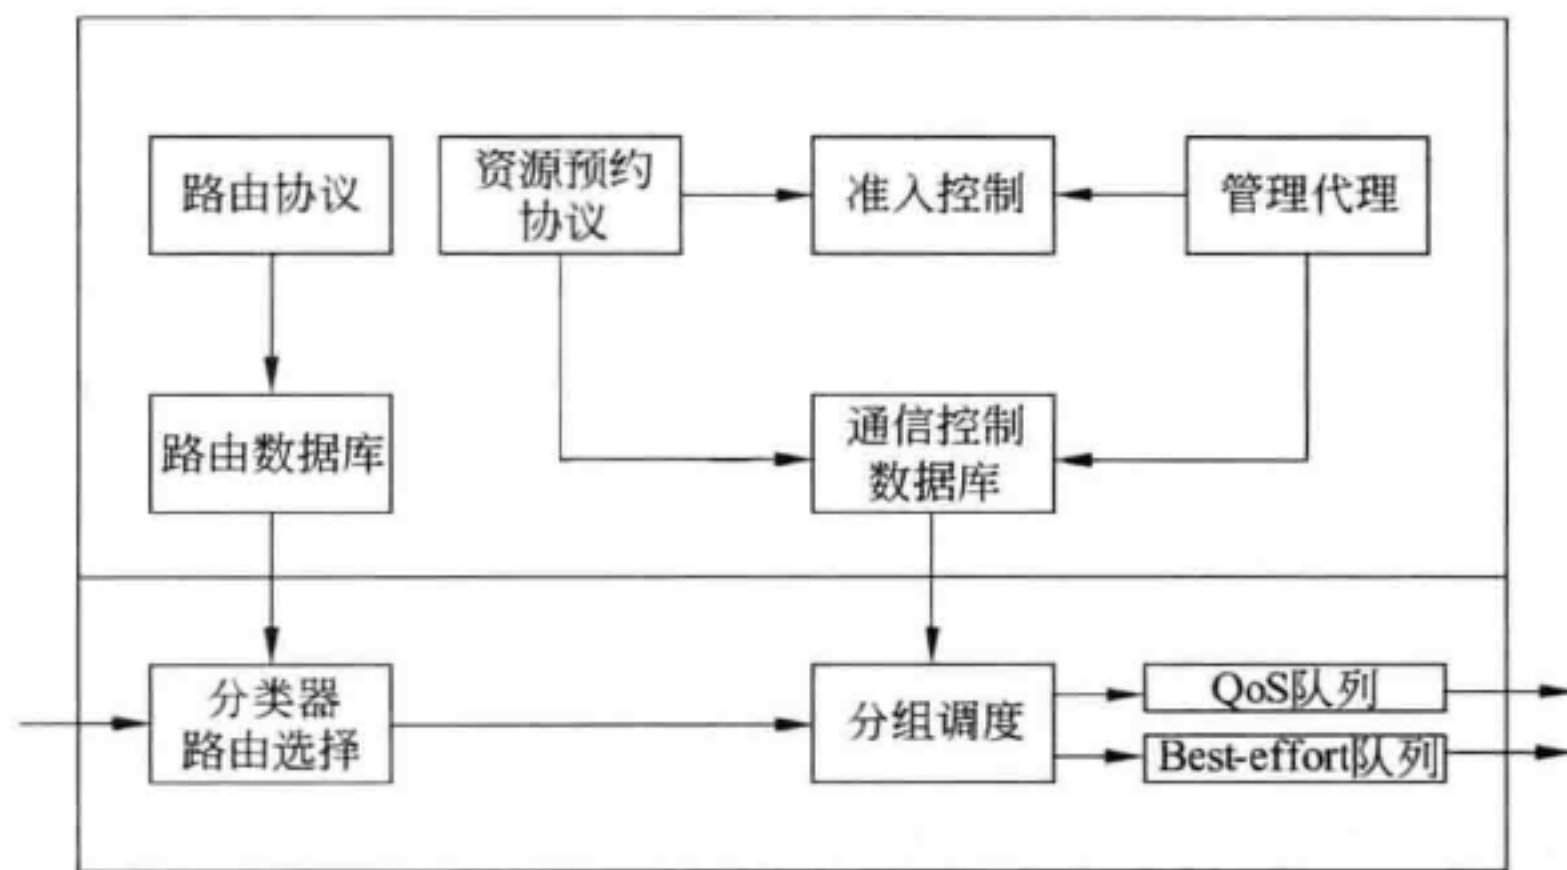 路由协议
资源预约
协议
准入控制
管理代理
路由数据库
通信控制
数据库
分类器
路由选择
分组调度
QoS队列
Best-effort队列